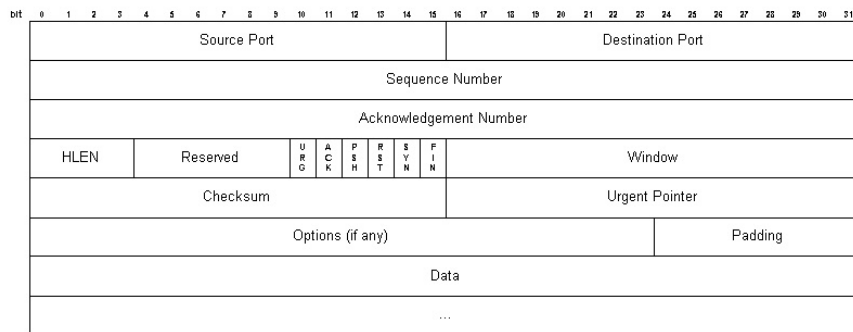 bit 0 1 2 3 4 5 6 7 8 9 10 11 12 13 14 15 16 17 18 19 20 21 22 23 24 25 26 27 28 29 30 31
Source Port Destination Port
Sequence Number
Acknowledgement Number
HLEN Reserved URG ACK PSH RST SYN FIN Window
Checksum Urgent Pointer
Options (if any) Padding
Data
...